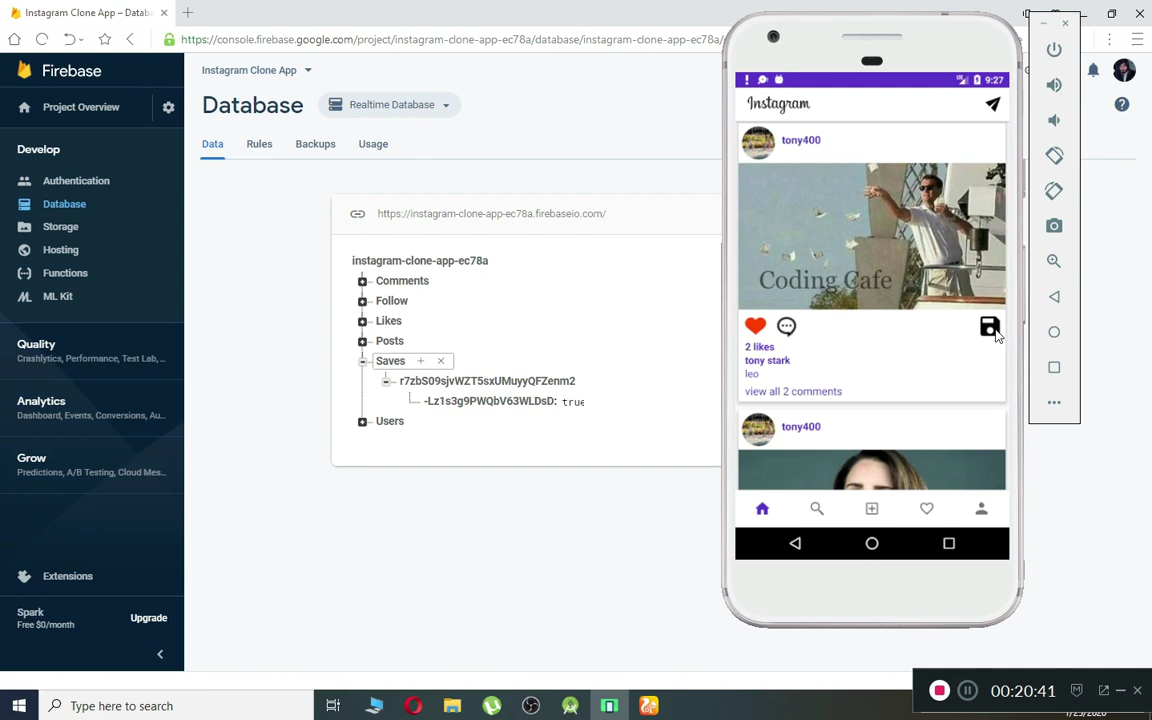 Instagram Clone App – Datab
https://console.firebase.google.com/project/instagram-clone-app-ec78a/database/instagram-clone-app-ec78a/
Firebase
Project Overview
Develop
Authentication
Database
Storage
Hosting
Functions
ML Kit
Quality
Crashlytics, Performance, Test Lab, ...
Analytics
Dashboard, Events, Conversions, Au...
Grow
Predictions, A/B Testing, Cloud Mes...
Extensions
Spark
Free $0/month
Upgrade
Instagram Clone App
Database
Realtime Database
Data
Rules
Backups
Usage
https://instagram-clone-app-ec78a.firebaseio.com/
instagram-clone-app-ec78a
Comments
Follow
Likes
Posts
Saves
r7zbS09sjvWZT5sxUMuyyQFZenm2
-Lz1s3g9PWQbV63WLDsD: true
Users
9:27
Instagram
tony400
Coding Cafe
2 likes
tony stark
leo
view all 2 comments
tony400
Type here to search
00:20:41